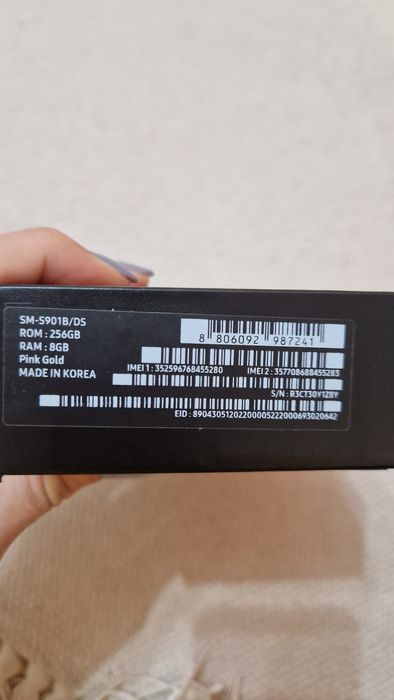 SM-S901B/DS
ROM : 256GB
RAM : 8GB
Pink Gold
MADE IN KOREA
8 806092 987241
IMEI 1 : 352596768455280 IMEI 2 : 357708688455283
S/N : R3CT30Y1Z8Y
EID : 89043051202200005222000693020642